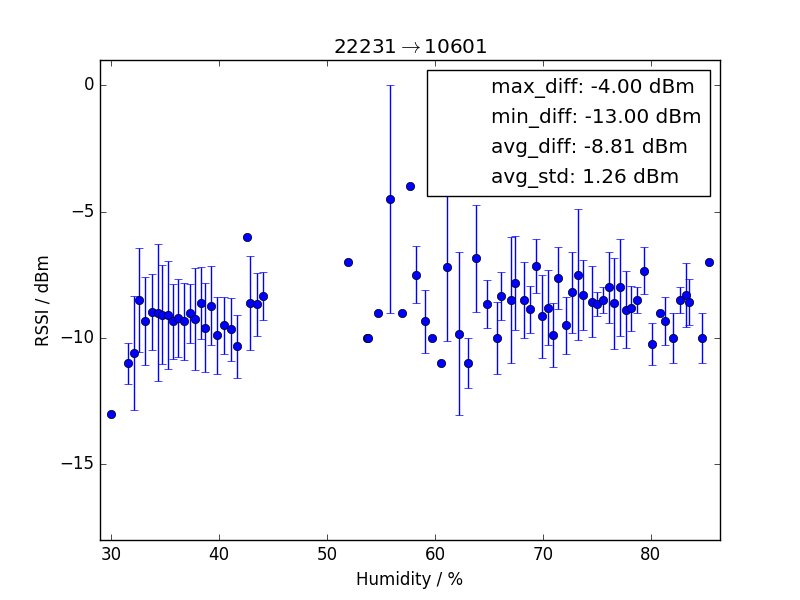 22231→10601
max_diff: -4.00 dBm
min_diff: -13.00 dBm
avg_diff: -8.81 dBm
avg_std: 1.26 dBm
RSSI / dBm
0
−5
−10
−15
30 40 50 60 70 80
Humidity / %